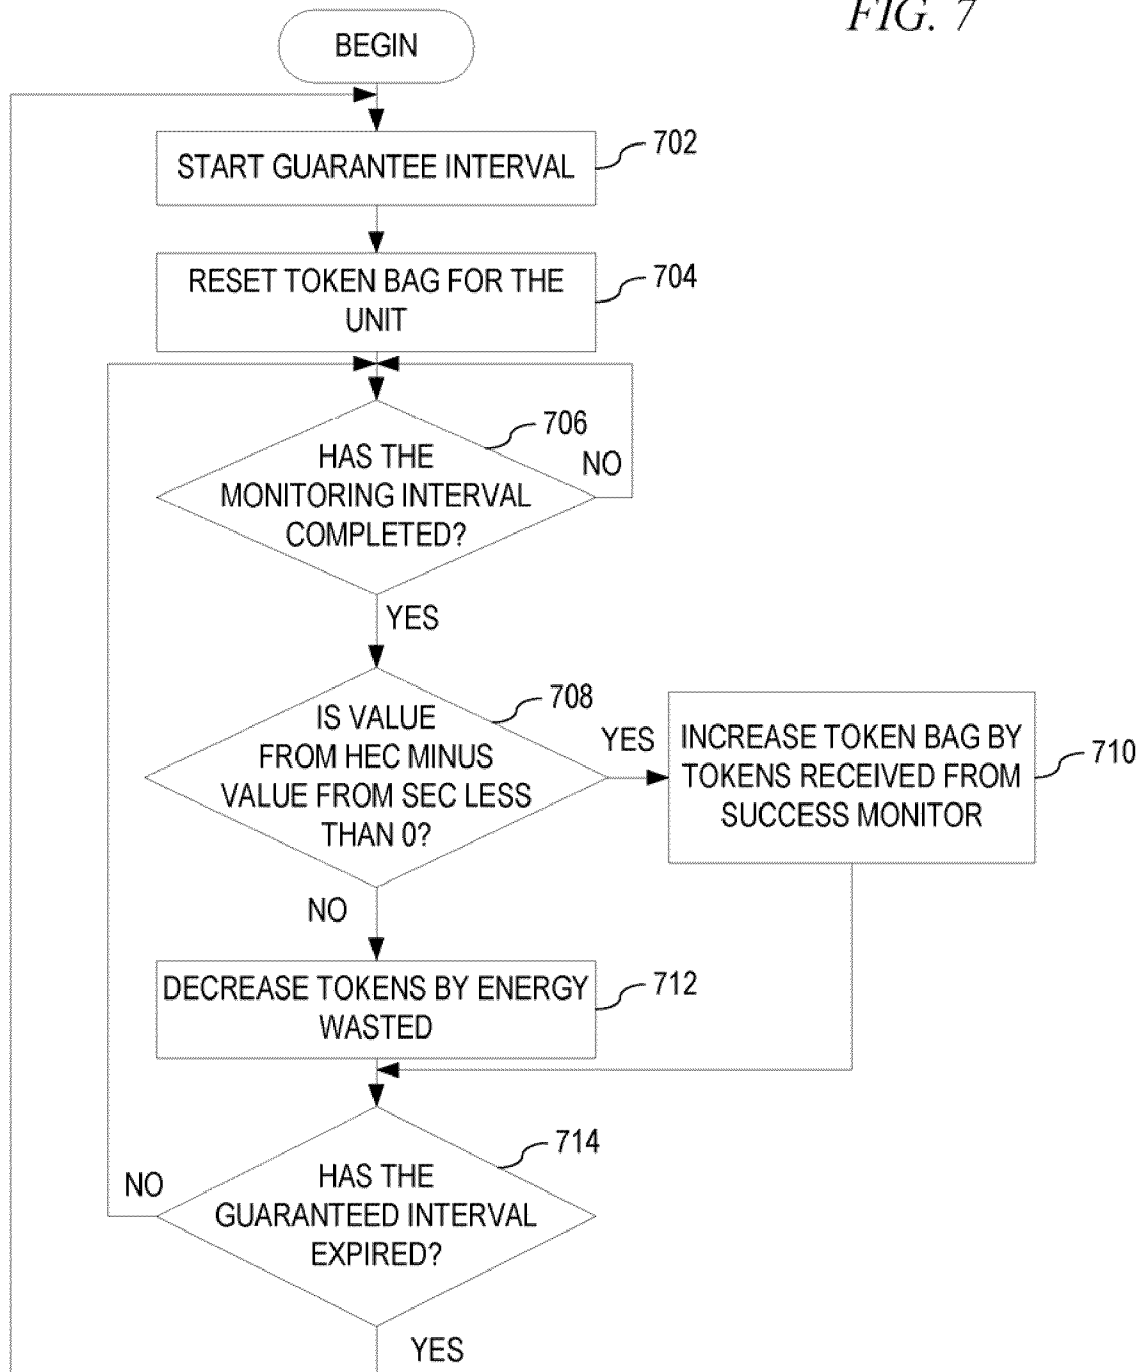 FIG. 7
BEGIN
702
START GUARANTEE INTERVAL
704
RESET TOKEN BAG FOR THE
UNIT
706
HAS THE
MONITORING INTERVAL
COMPLETED?
NO
YES
708
IS VALUE
FROM HEC MINUS
VALUE FROM SEC LESS
THAN 0?
YES
INCREASE TOKEN BAG BY
TOKENS RECEIVED FROM
SUCCESS MONITOR
710
NO
DECREASE TOKENS BY ENERGY
WASTED
712
714
HAS THE
GUARANTEED INTERVAL
EXPIRED?
NO
YES